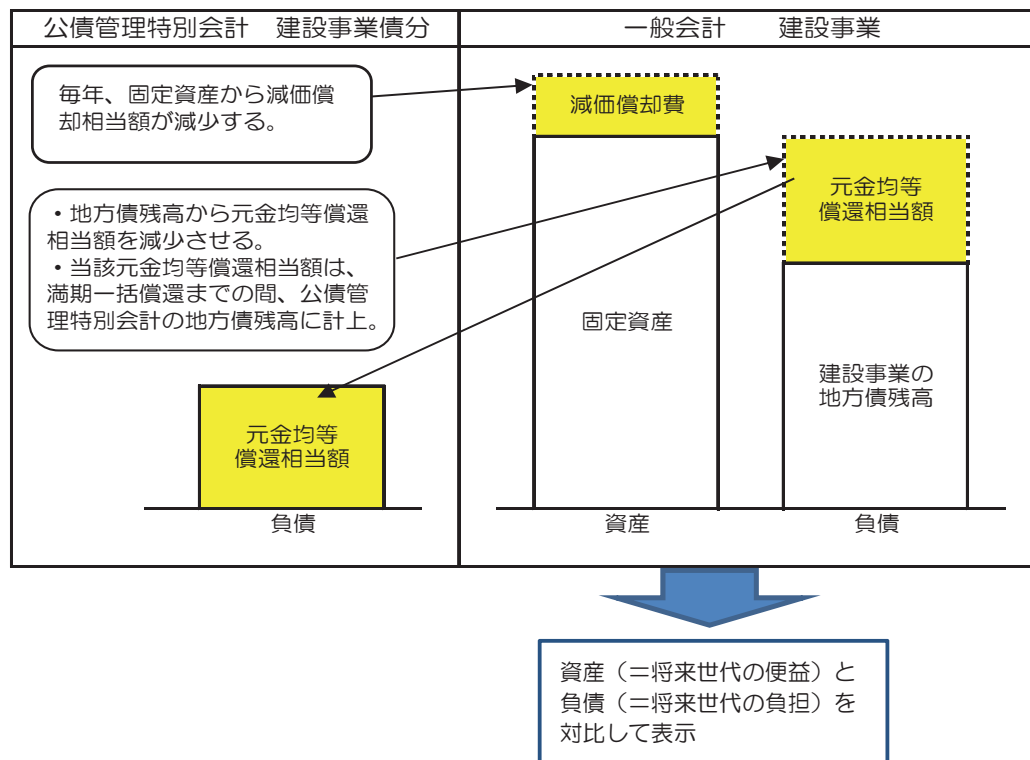 公債管理特別会計　建設事業債分
一般会計　　建設事業
毎年、固定資産から減価償
却相当額が減少する。
・地方債残高から元金均等償還
相当額を減少させる。
・当該元金均等償還相当額は、
満期一括償還までの間、公債管
理特別会計の地方債残高に計上。
元金均等
償還相当額
負債
減価償却費
固定資産
資産
元金均等
償還相当額
建設事業の
地方債残高
負債
資産（＝将来世代の便益）と
負債（＝将来世代の負担）を
対比して表示